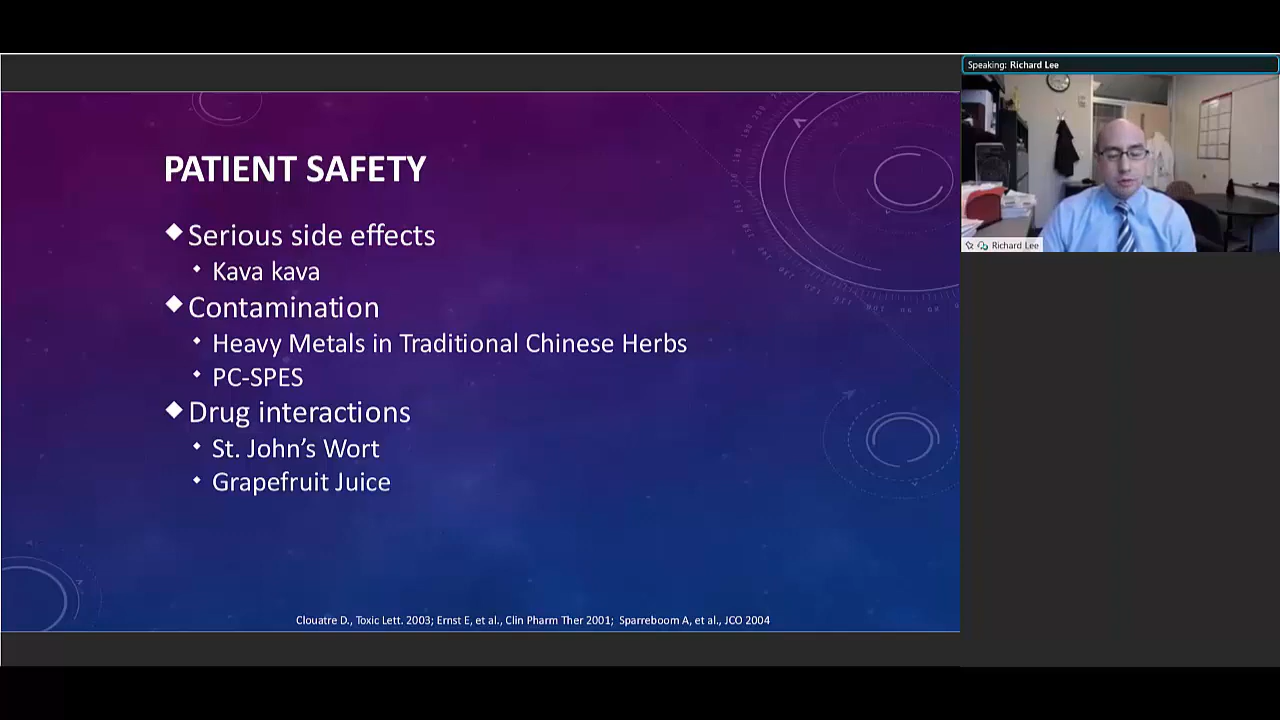 Speaking: Richard Lee
PATIENT SAFETY
Serious side effects
Kava kava
Contamination
Heavy Metals in Traditional Chinese Herbs
PC-SPES
Drug interactions
St. John’s Wort
Grapefruit Juice
Clouatre D., Toxic Lett. 2003; Ernst E, et al., Clin Pharm Ther 2001; Sparreboom A, et al., JCO 2004
Richard Lee